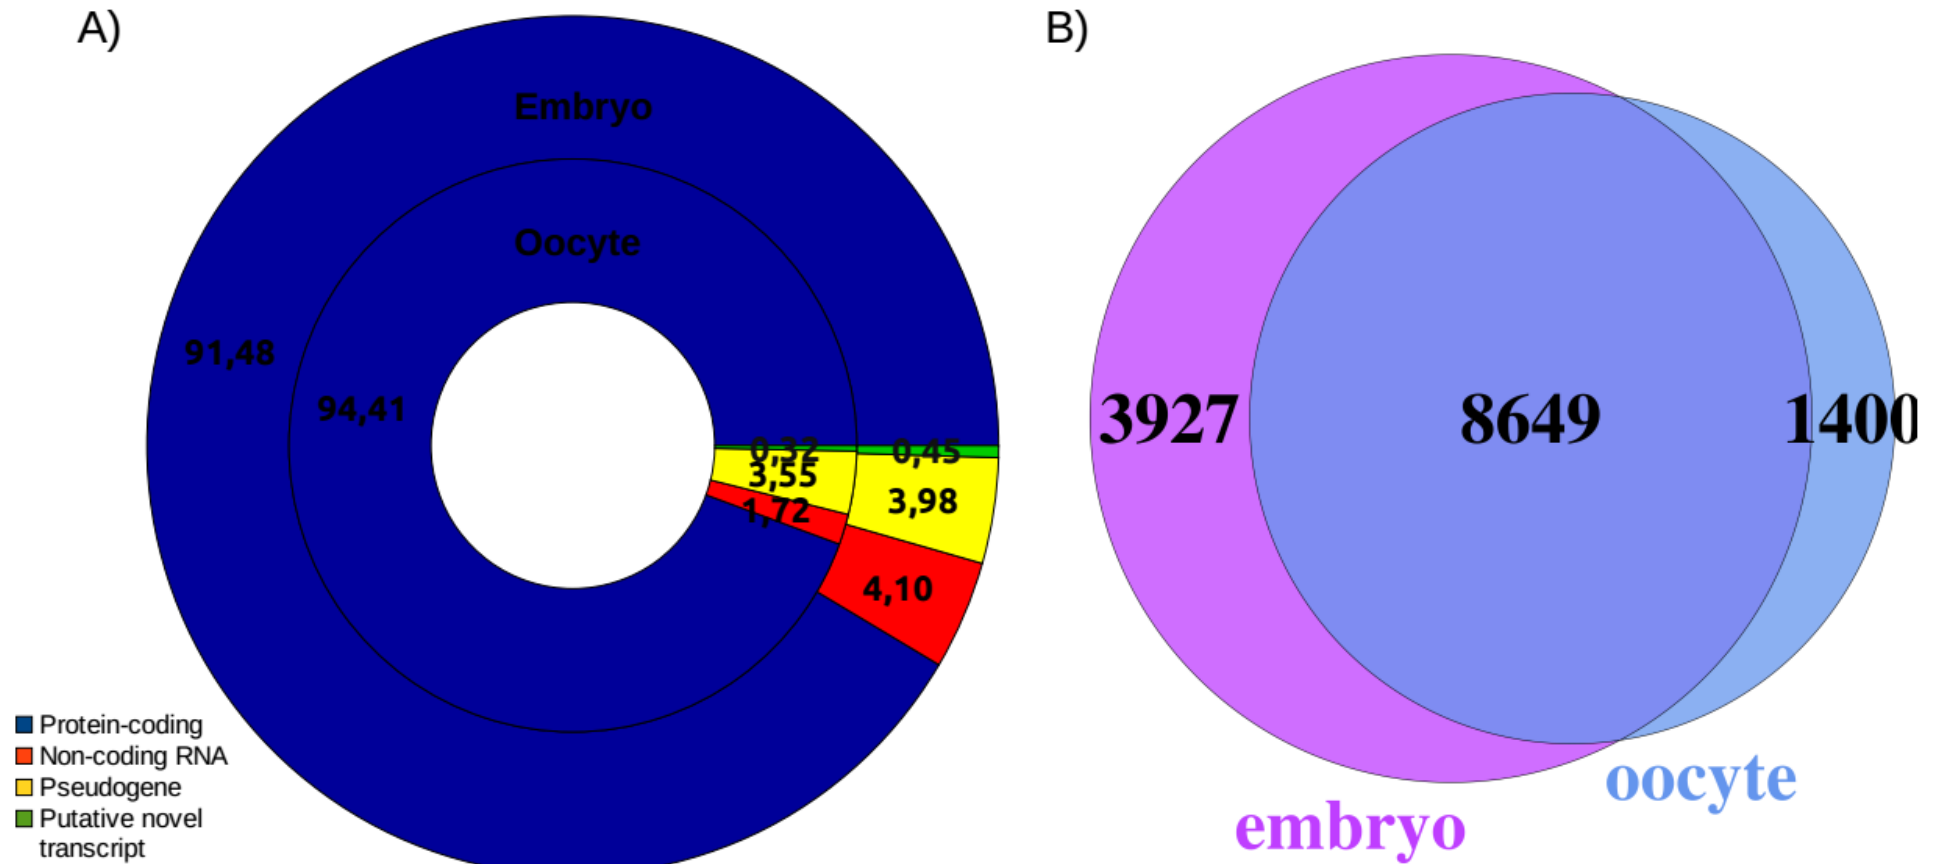 A)
Embryo
Oocyte
91,48
94,41
0,32
0,45
3,55
3,98
1,72
4,10
Protein-coding
Non-coding RNA
Pseudogene
Putative novel
transcript
B)
3927
8649
1400
oocyte
embryo